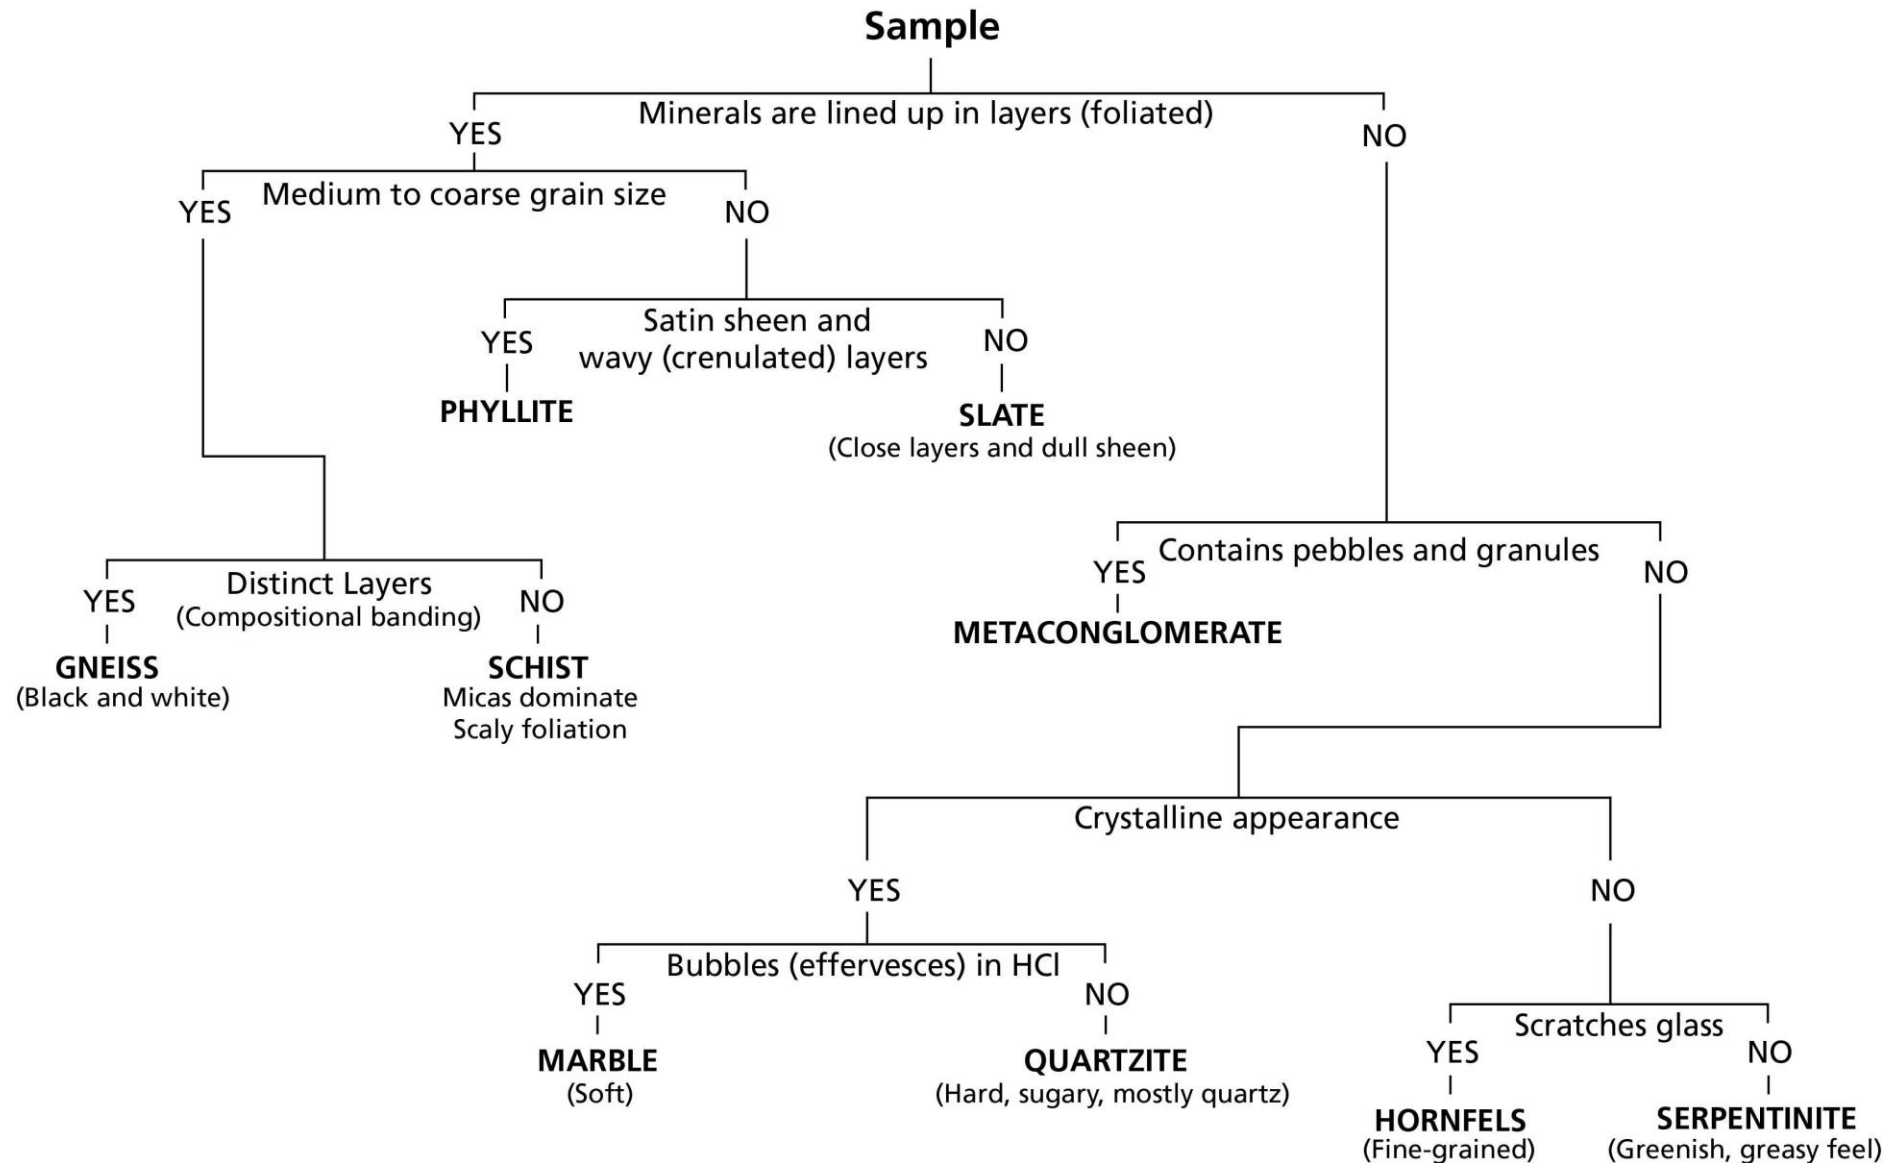 Sample
Minerals are lined up in layers (foliated)
YES
NO
Medium to coarse grain size
YES
NO
Satin sheen and
wavy (crenulated) layers
YES
NO
PHYLLITE
SLATE
(Close layers and dull sheen)
Distinct Layers
(Compositional banding)
YES
NO
GNEISS
(Black and white)
SCHIST
Micas dominate
Scaly foliation
Contains pebbles and granules
YES
NO
METACONGLOMERATE
Crystalline appearance
YES
NO
Bubbles (effervesces) in HCl
YES
NO
MARBLE
(Soft)
QUARTZITE
(Hard, sugary, mostly quartz)
Scratches glass
YES
NO
HORNFELS
(Fine-grained)
SERPENTINITE
(Greenish, greasy feel)